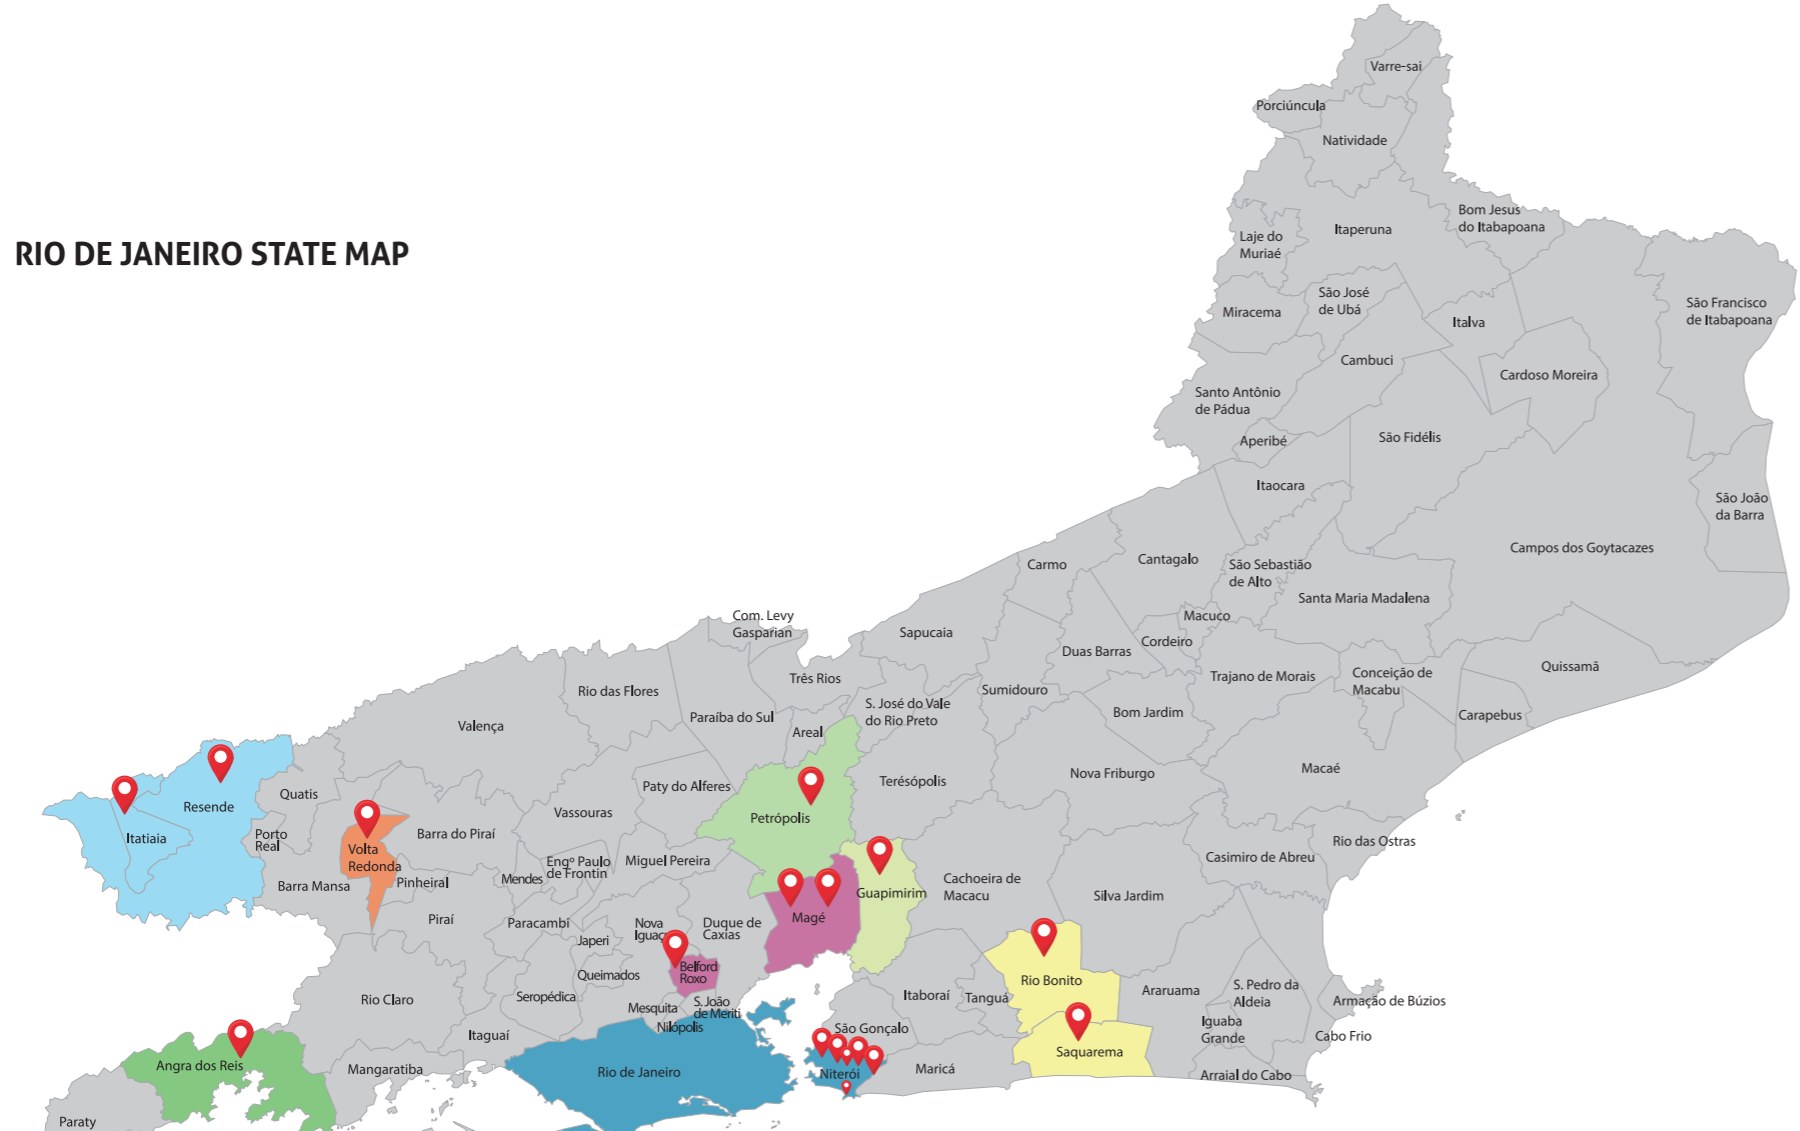 RIO DE JANEIRO STATE MAP
Varre-sai
Porciúncula
Natividade
Bom Jesus
do Itabapoana
Itaperuna
Laje do
Muriaé
São José
de Ubá
São Francisco
de Itabapoana
Miracema
Italva
Cambuci
Cardoso Moreira
Santo Antônio
de Pádua
Aperibé
São Fidélis
Itaocara
São João
da Barra
Campos dos Goytacazes
Cantagalo
Carmo
São Sebastião
de Alto
Santa Maria Madalena
Macuco
Com. Levy
Gasparian
Sapucaia
Cordeiro
Duas Barras
Quissamã
Trajano de Morais
Conceição de
Macabu
Três Rios
Rio das Flores
Sumidouro
S. José do Vale
do Rio Preto
Bom Jardim
Carapebus
Paraíba do Sul
Valença
Areal
Macaé
Nova Friburgo
Terésópolis
Paty do Alferes
Quatis
Resende
Vassouras
Petrópolis
Itatiaia
Porto
Real
Barra do Piraí
Volta
Redonda
Rio das Ostras
Casimiro de Abreu
Miguel Pereira
Engº Paulo
de Frontin
Mendes
Pinheiral
Barra Mansa
Guapimirim
Cachoeira de
Macacu
Silva Jardim
Magé
Piraí
Paracambi
Nova
Iguaç
Duque de
Caxias
Japeri
Belford
Roxo
Queimados
Rio Bonito
S. Pedro da
Aldeia
Araruama
Itaboraí
Tanguá
Seropédica
Rio Claro
Armação de Búzios
Mesquita
S. João
de Meriti
Nilópolis
São Gonçalo
Iguaba
Grande
Cabo Frio
Itaguaí
Saquarema
Angra dos Reis
Mangaratiba
Rio de Janeiro
Niterói
Maricá
Arraial do Cabo
Paraty